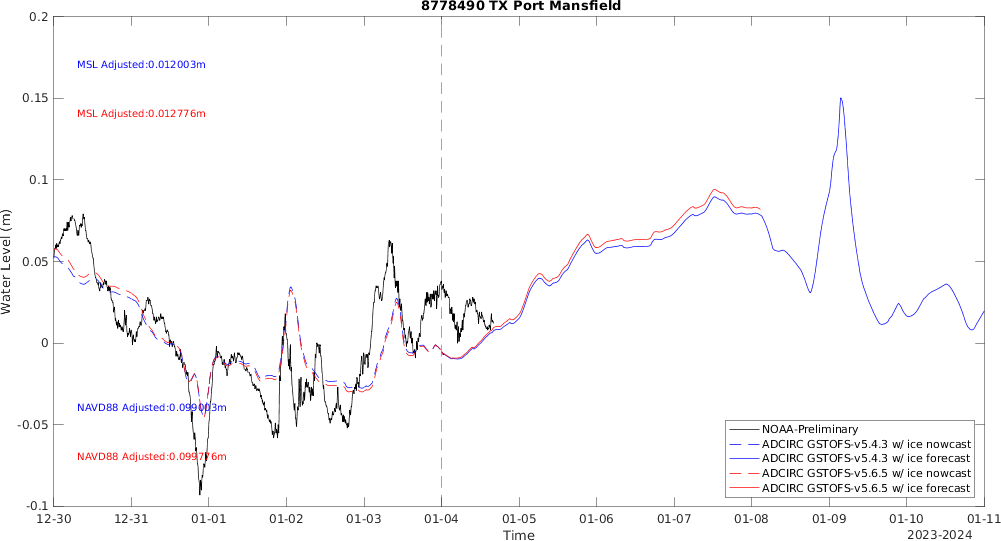 8778490 TX Port Mansfield
0.2
0.15
0.1
0.05
0
-0.05
-0.1
Water Level (m)
MSL Adjusted:0.012003m
MSL Adjusted:0.012776m
NAVD88 Adjusted:0.099003m
NAVD88 Adjusted:0.099776m
NOAA-Preliminary
ADCIRC GSTOFS-v5.4.3 w/ ice nowcast
ADCIRC GSTOFS-v5.4.3 w/ ice forecast
ADCIRC GSTOFS-v5.6.5 w/ ice nowcast
ADCIRC GSTOFS-v5.6.5 w/ ice forecast
12-30 12-31 01-01 01-02 01-03 01-04 01-05 01-06 01-07 01-08 01-09 01-10 01-11
Time
2023-2024